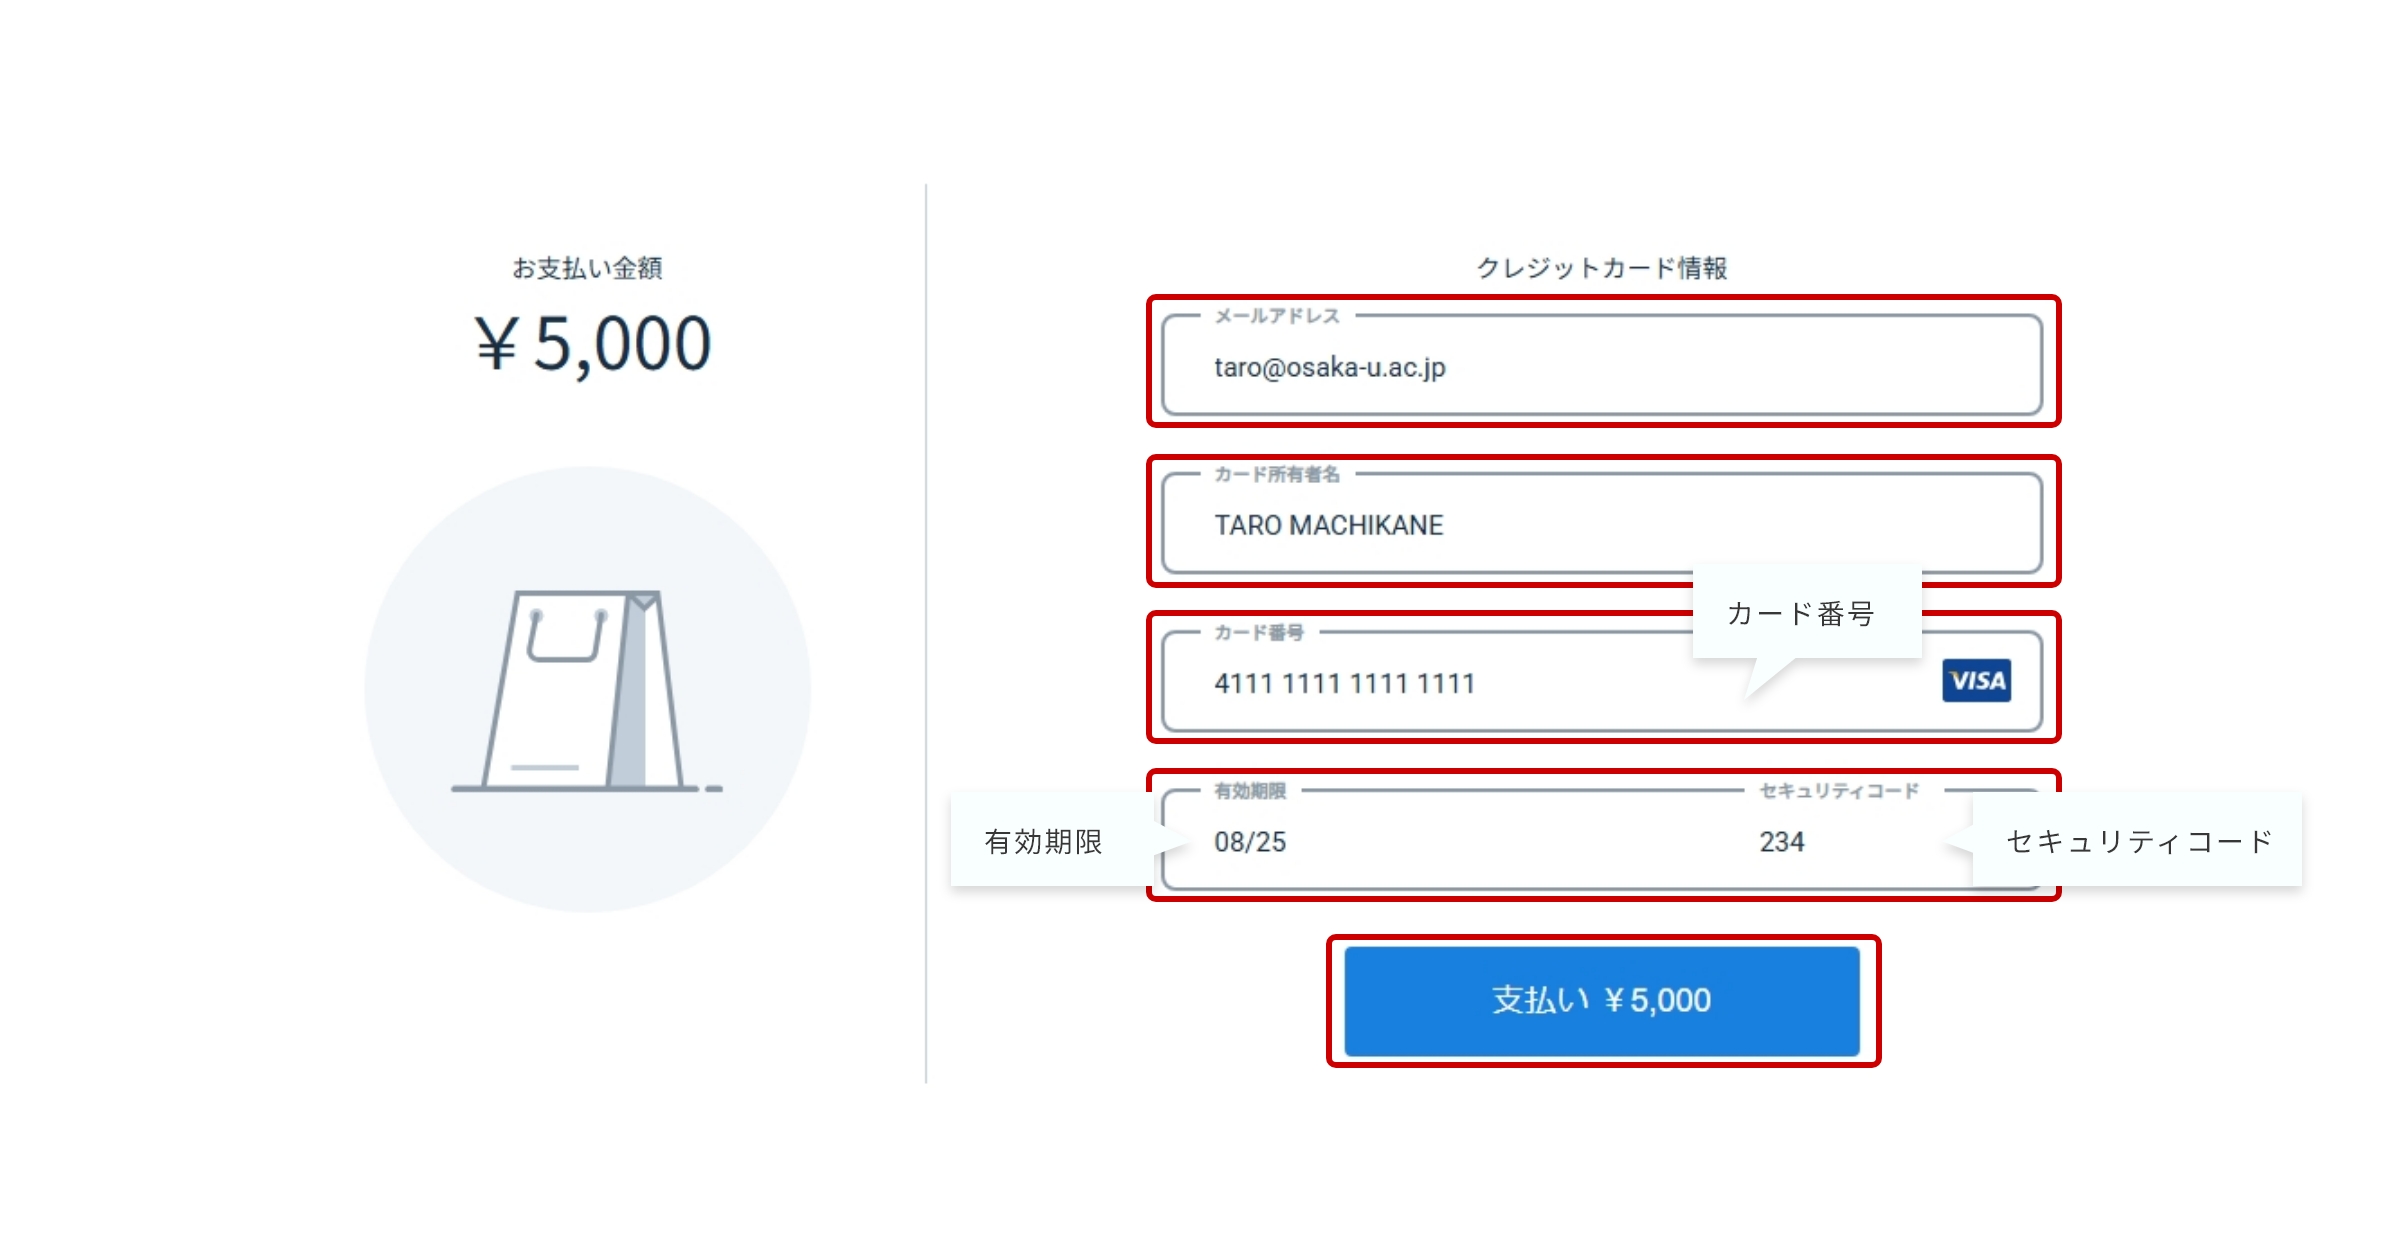 お支払い金額
¥5,000
クレジットカード情報
メールアドレス
taro@osaka-u.ac.jp
カード所有者名
TARO MACHIKANE
カード番号
カード番号
4111 1111 1111 1111
VISA
有効期限
セキュリティコード
有効期限
08/25
234
セキュリティコード
支払い ¥5,000